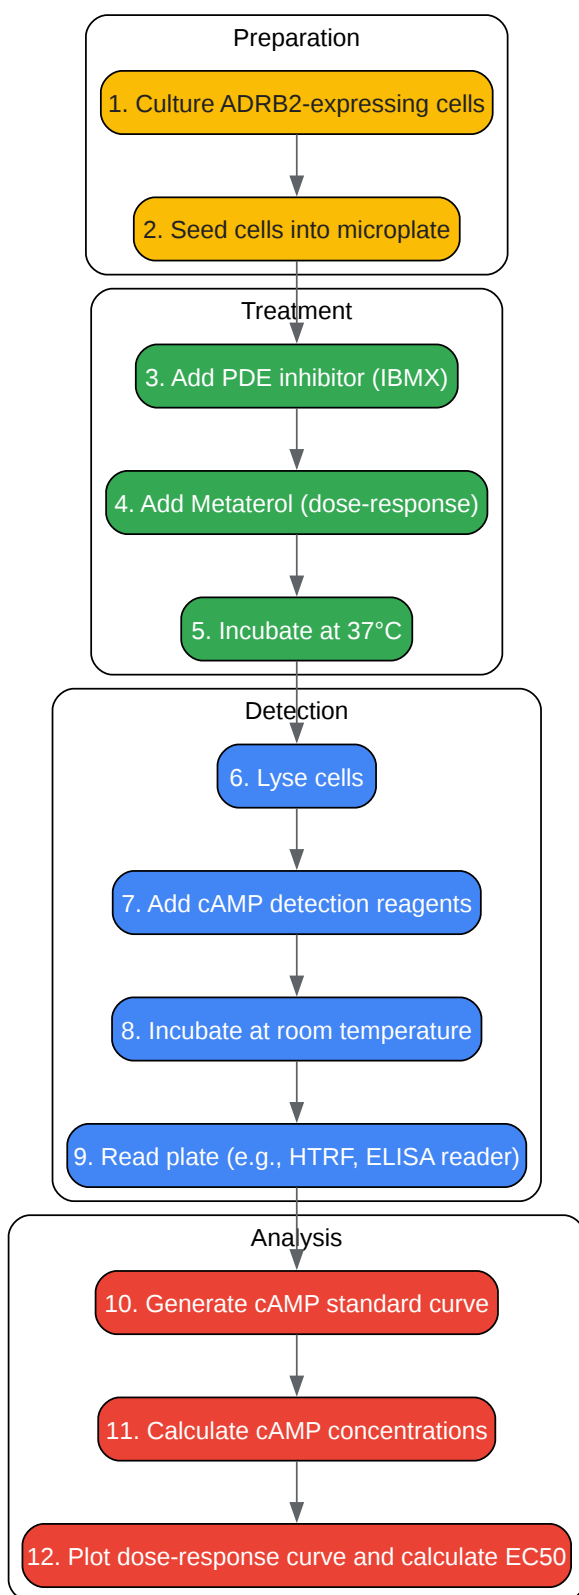 Preparation
1. Culture ADRB2-expressing cells
2. Seed cells into microplate
Treatment
3. Add PDE inhibitor (IBMX)
4. Add Metaterol (dose-response)
5. Incubate at 37°C
Detection
6. Lyse cells
7. Add cAMP detection reagents
8. Incubate at room temperature
9. Read plate (e.g., HTRF, ELISA reader)
Analysis
10. Generate cAMP standard curve
11. Calculate cAMP concentrations
12. Plot dose-response curve and calculate EC50